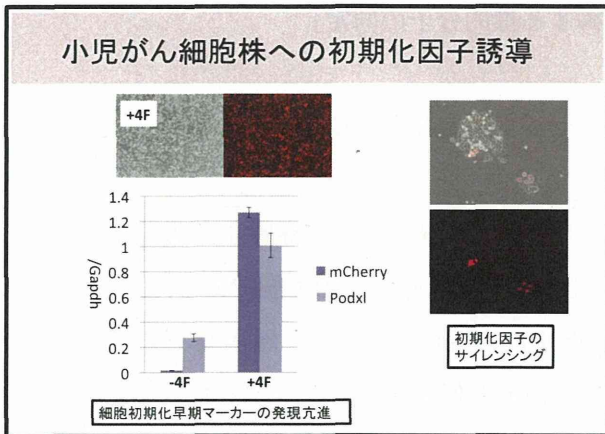 小児がん細胞株への初期化因子誘導
+4F
1.4
1.2
1
0.8
0.6
0.4
0.2
0
/Gapdh
-4F
+4F
mCherry
Podxl
細胞初期化早期マーカーの発現亢進
初期化因子の
サイレンシング